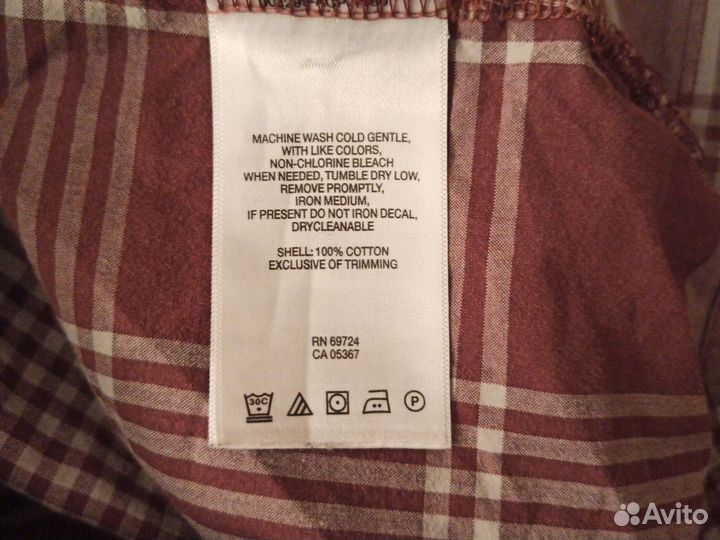 MACHINE WASH COLD GENTLE,
WITH LIKE COLORS,
NON-CHLORINE BLEACH
WHEN NEEDED, TUMBLE DRY LOW,
REMOVE PROMPTLY,
IRON MEDIUM,
IF PRESENT DO NOT IRON DECAL,
DRYCLEANABLE
SHELL: 100% COTTON
EXCLUSIVE OF TRIMMING
RN 69724
CA 05367
30C P
Avito